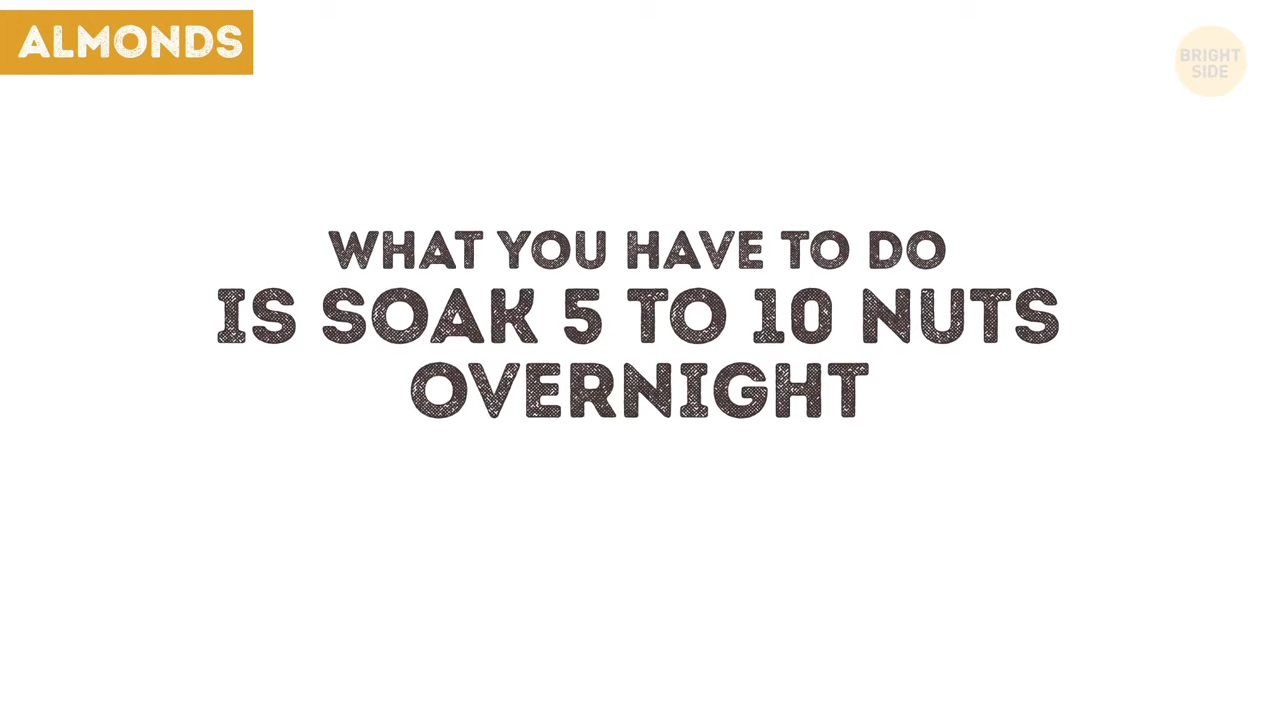 ALMONDS
BRIGHT
SIDE
WHAT YOU HAVE TO DO
IS SOAK 5 TO 10 NUTS
OVERNIGHT